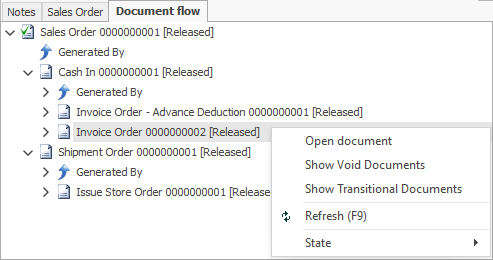 Notes Sales Order Document flow
Sales Order 0000000001 [Released]
Generated By
Cash In 0000000001 [Released]
Generated By
Invoice Order - Advance Deduction 0000000001 [Released]
Invoice Order 0000000002 [Released]
Shipment Order 0000000001 [Released]
Generated By
Issue Store Order 0000000001 [Released
Open document
Show Void Documents
Show Transitional Documents
Refresh (F9)
State